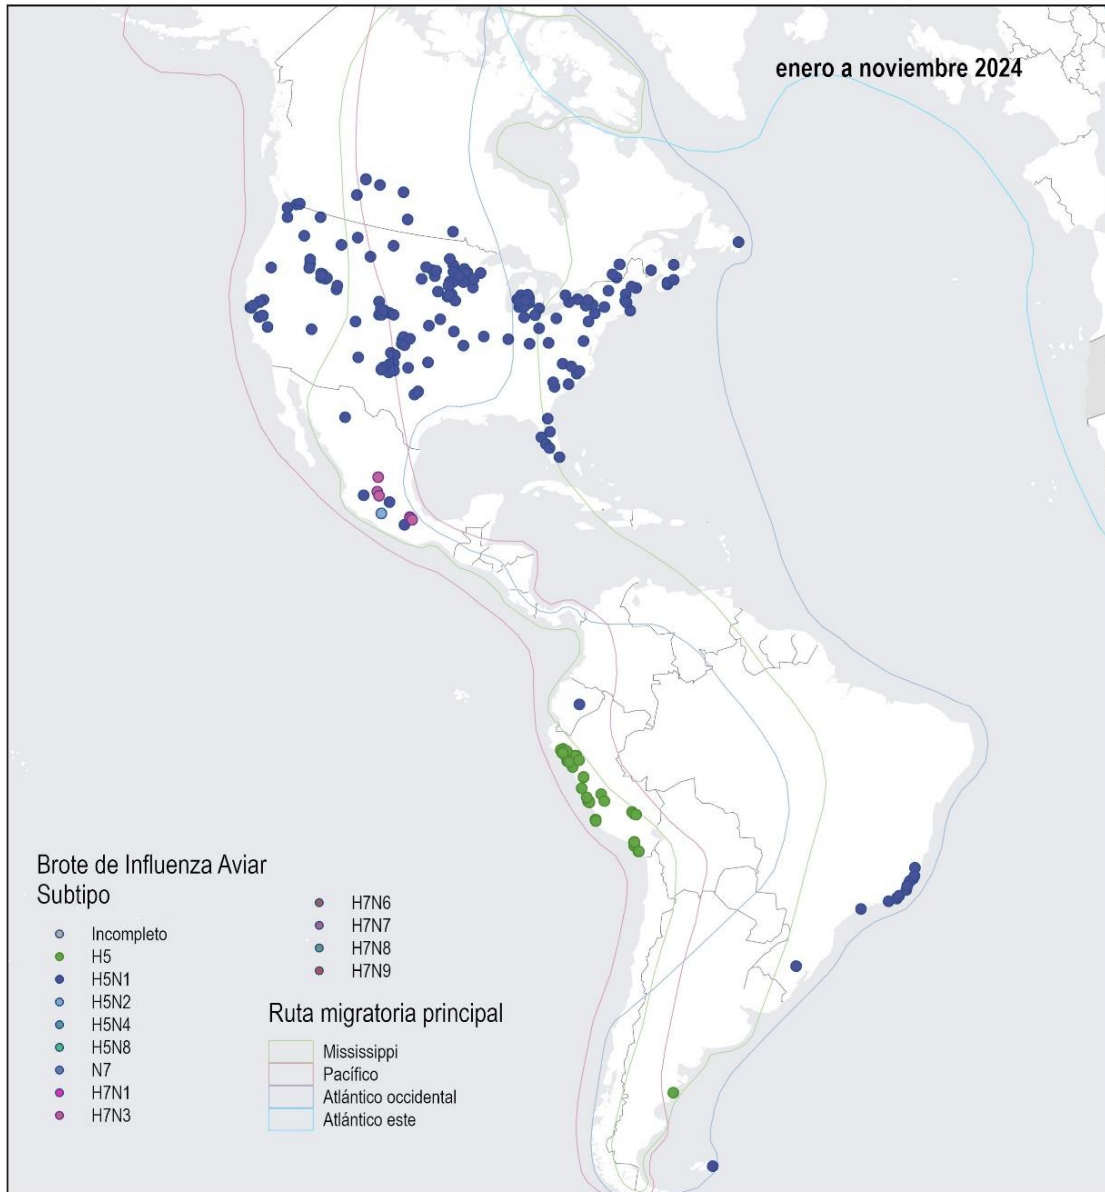 enero a noviembre 2024
Brote de Influenza Aviar
Subtipo
Incompleto
H5
H5N1
H5N2
H5N4
H5N8
N7
H7N1
H7N3
H7N6
H7N7
H7N8
H7N9
Ruta migratoria principal
Mississippi
Pacífico
Atlántico occidental
Atlántico este